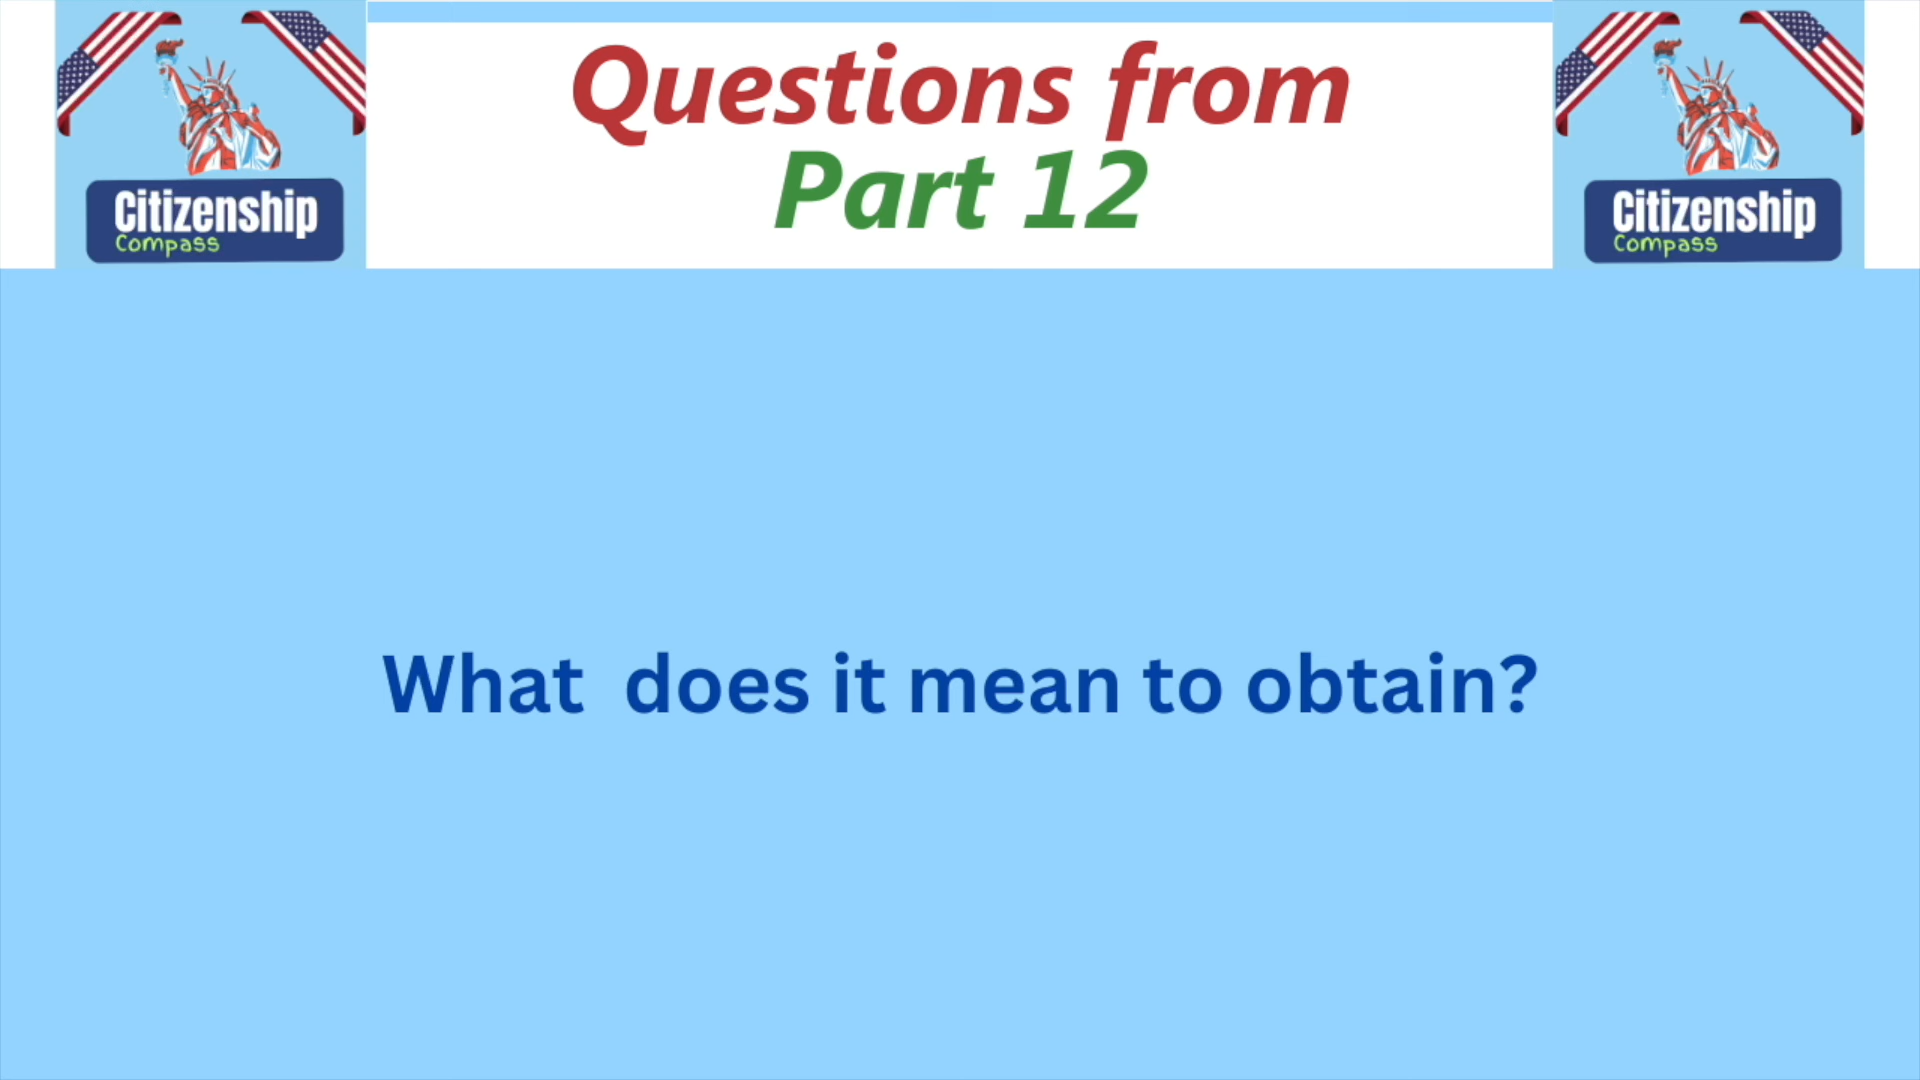 Questions from
Part 12
Citizenship
Compass
Citizenship
Compass
What does it mean to obtain?